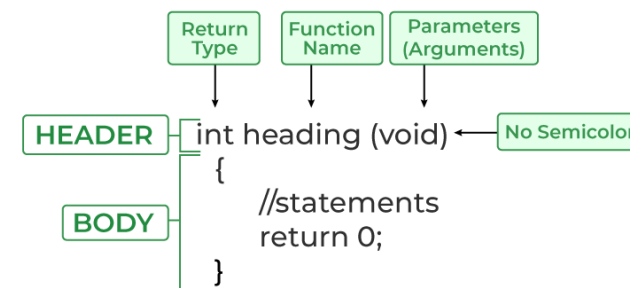 Return
Type
Function
Name
Parameters
(Arguments)
HEADER
int heading (void)
No Semicolon
{
//statements
BODY
return 0;
}